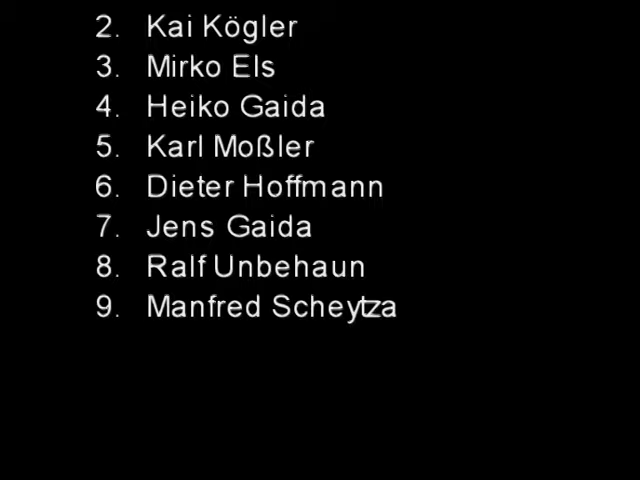 2. Kai Kögler
3. Mirko Els
4. Heiko Gaida
5. Karl Moßler
6. Dieter Hoffmann
7. Jens Gaida
8. Ralf Unbehaun
9. Manfred Scheytza